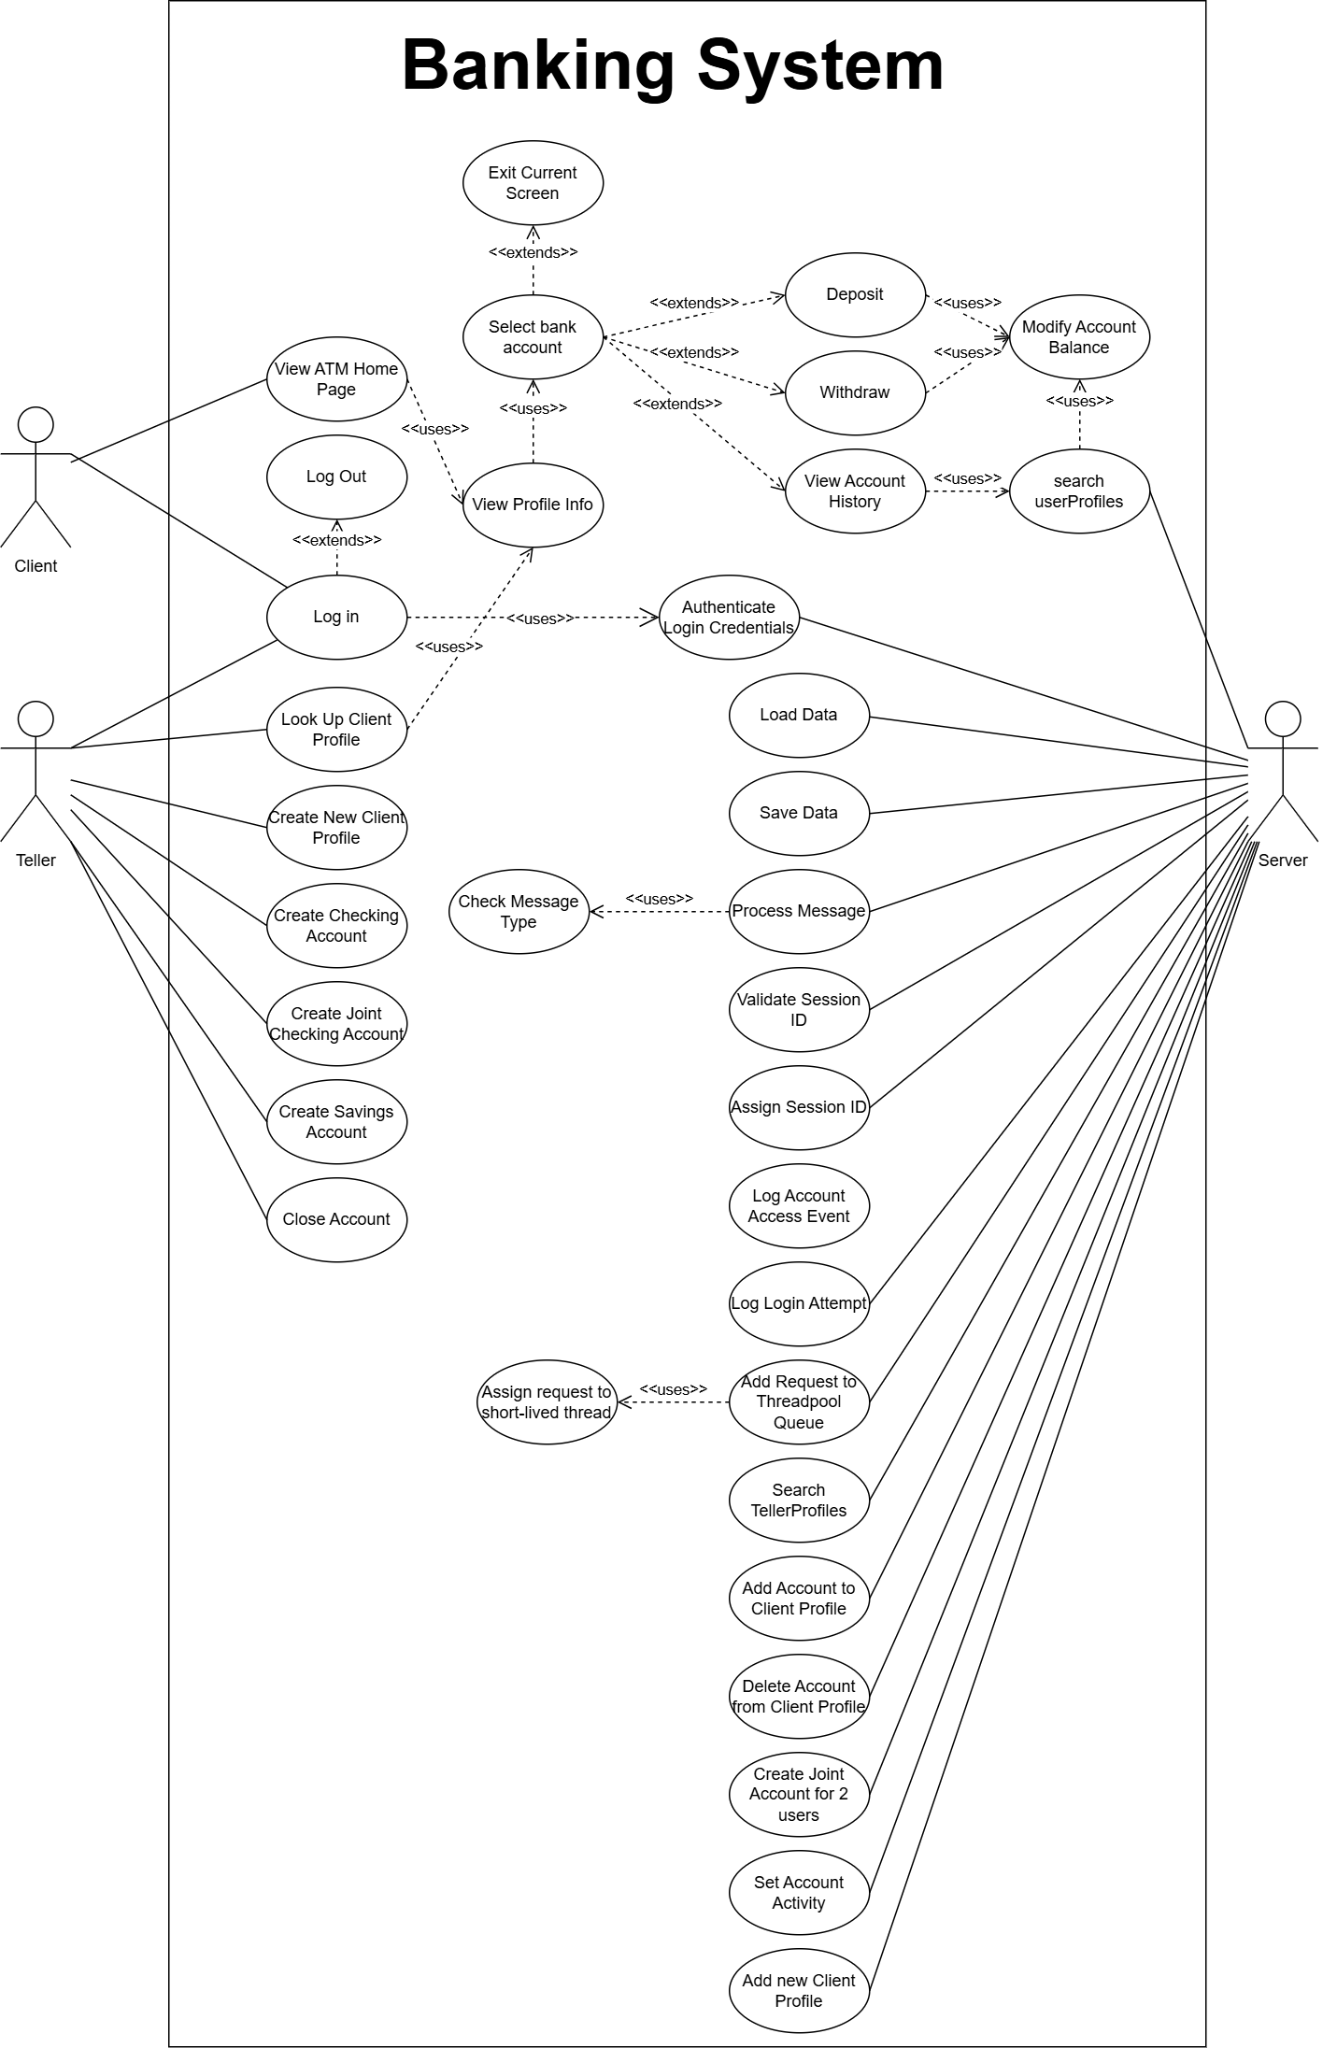 Banking System
Exit Current
Screen
<<extends>>
Select bank
account
<<extends>>
Deposit
<<uses>>
Modify Account
Balance
<<extends>>
Withdraw
<<uses>>
<<extends>>
View Account
History
<<uses>>
search
userProfiles
<<uses>>
View ATM Home
Page
<<uses>>
<<uses>>
View Profile Info
Log Out
<<extends>>
Client
Log in
<<uses>>
Authenticate
Login Credentials
<<uses>>
Look Up Client
Profile
Create New Client
Profile
Teller
Create Checking
Account
Create Joint
Checking Account
Create Savings
Account
Close Account
Load Data
Save Data
Server
Check Message
Type
<<uses>>
Process Message
Validate Session
ID
Assign Session ID
Log Account
Access Event
Log Login Attempt
Assign request to
short-lived thread
<<uses>>
Add Request to
Threadpool
Queue
Search
TellerProfiles
Add Account to
Client Profile
Delete Account
from Client Profile
Create Joint
Account for 2
users
Set Account
Activity
Add new Client
Profile